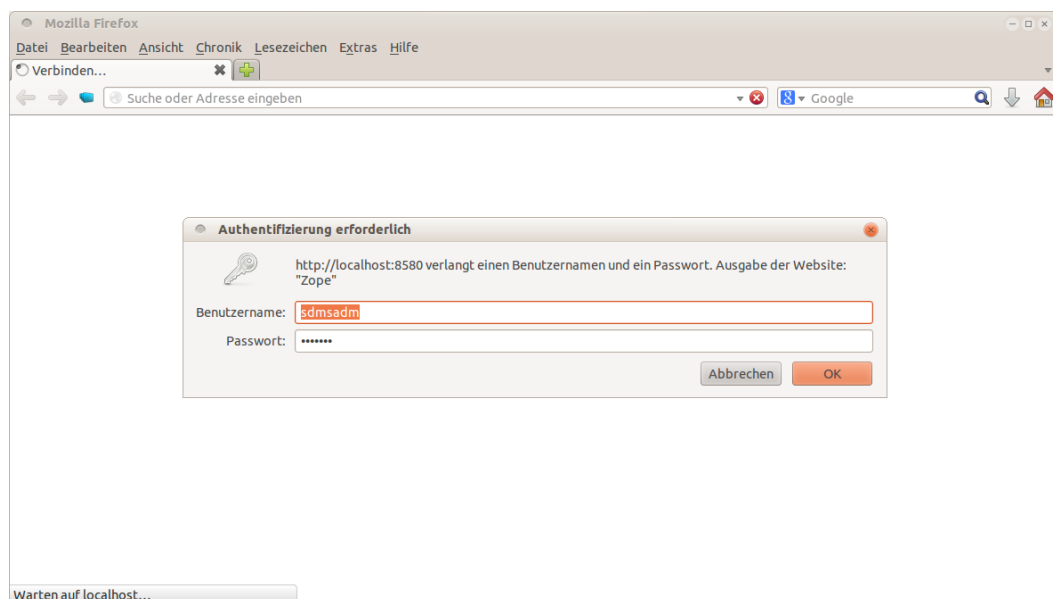 Mozilla Firefox
Datei Bearbeiten Ansicht Chronik Lesezeichen Extras Hilfe
Verbinden...
Suche oder Adresse eingeben
8 Google
Authentifizierung erforderlich
http://localhost:8580 verlangt einen Benutzernamen und ein Passwort. Ausgabe der Website:
"Zope"
Benutzername: sdmsadm
Passwort: •••••••
Abbrechen OK
Warten auf localhost...